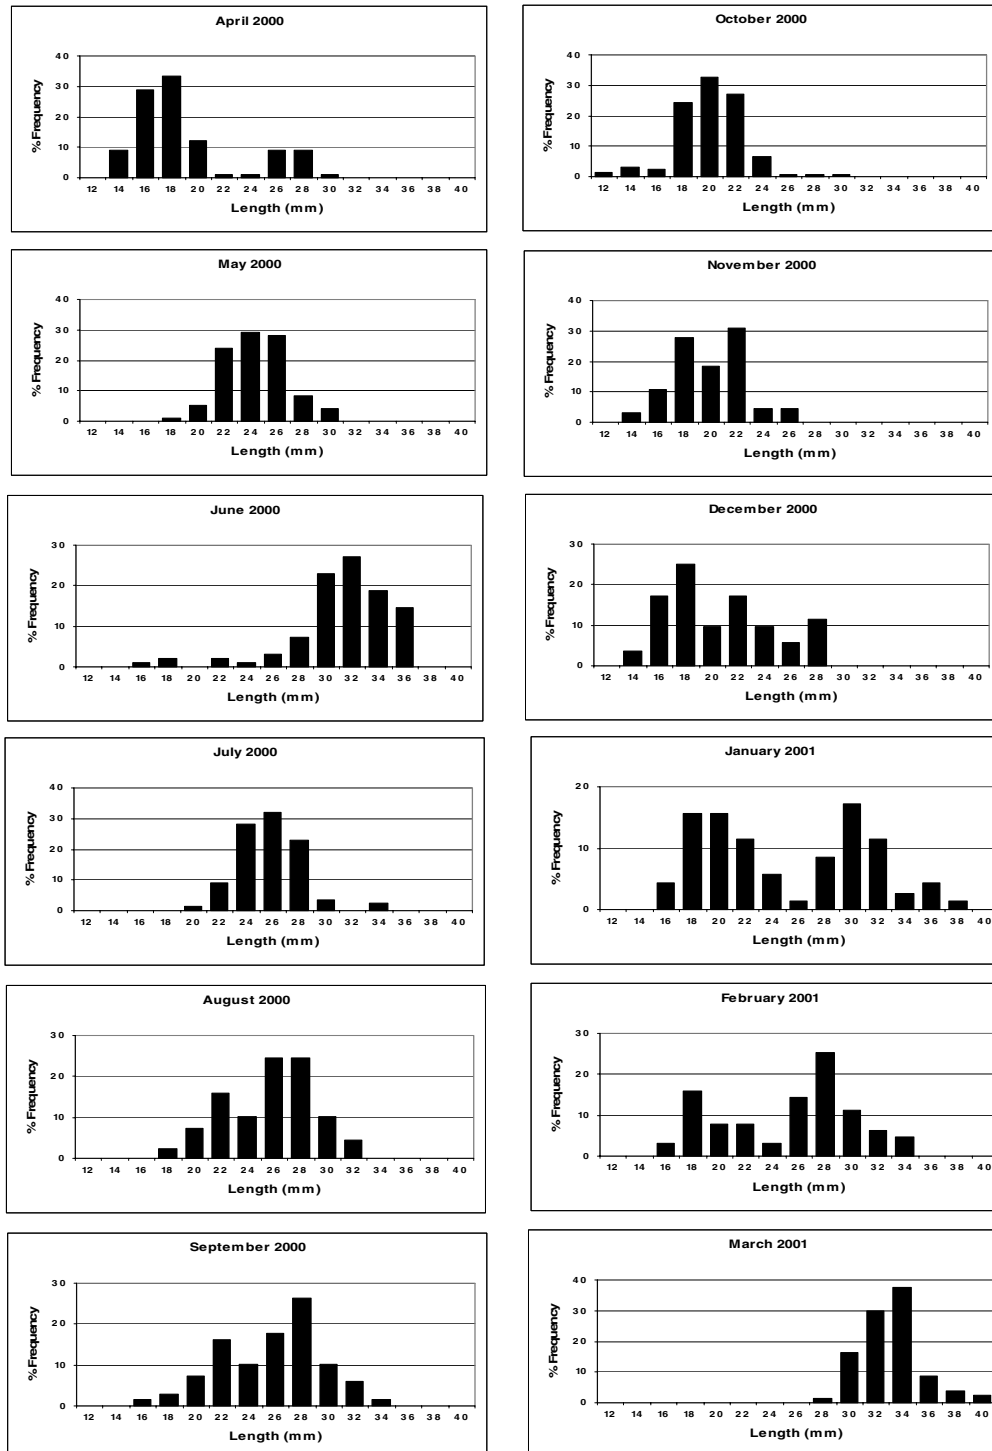 April 2000
% Frequency
40
30
20
10
0
12 14 16 18 20 22 24 26 28 30 32 34 36 38 40
Length (mm)
May 2000
% Frequency
40
30
20
10
0
12 14 16 18 20 22 24 26 28 30 32 34 36 38 40
Length (mm)
June 2000
% Frequency
30
20
10
0
12 14 16 18 20 22 24 26 28 30 32 34 36 38 40
Length (mm)
July 2000
% Frequency
40
30
20
10
0
12 14 16 18 20 22 24 26 28 30 32 34 36 38 40
Length (mm)
August 2000
% Frequency
30
20
10
0
12 14 16 18 20 22 24 26 28 30 32 34 36 38 40
Length (mm)
September 2000
% Frequency
30
20
10
0
12 14 16 18 20 22 24 26 28 30 32 34 36 38 40
Length (mm)
October 2000
% Frequency
40
30
20
10
0
12 14 16 18 20 22 24 26 28 30 32 34 36 38 40
Length (mm)
November 2000
% Frequency
40
30
20
10
0
12 14 16 18 20 22 24 26 28 30 32 34 36 38 40
Length (mm)
December 2000
% Frequency
30
20
10
0
12 14 16 18 20 22 24 26 28 30 32 34 36 38 40
Length (mm)
January 2001
% Frequency
20
10
0
12 14 16 18 20 22 24 26 28 30 32 34 36 38 40
Length (mm)
February 2001
% Frequency
30
20
10
0
12 14 16 18 20 22 24 26 28 30 32 34 36 38 40
Length (mm)
March 2001
% Frequency
40
30
20
10
0
12 14 16 18 20 22 24 26 28 30 32 34 36 38 40
Length (mm)